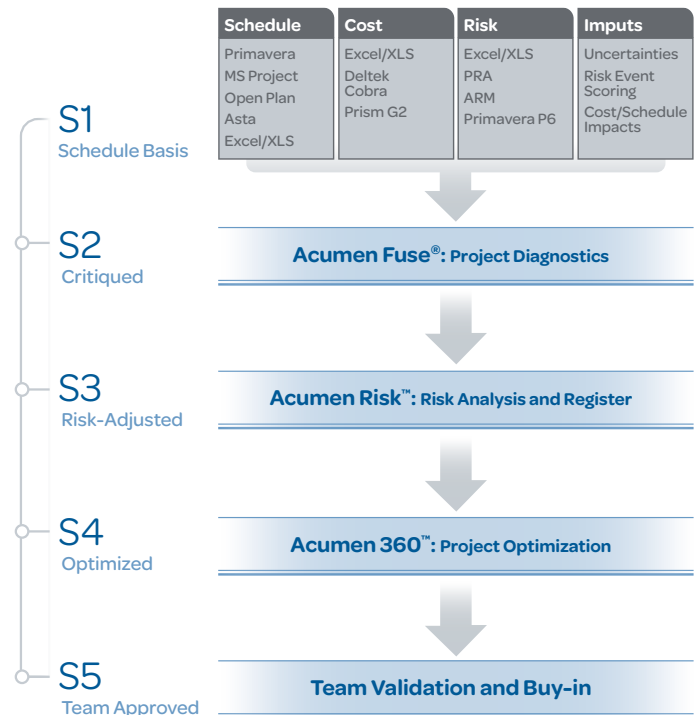 Schedule
Primavera
MS Project
Open Plan
Asta
Excel/XLS
Cost
Excel/XLS
Deltek
Cobra
Prism G2
Risk
Excel/XLS
PRA
ARM
Primavera P6
Imputs
Uncertainties
Risk Event
Scoring
Cost/Schedule
Impacts
S1
Schedule Basis
S2
Critiqued
Acumen Fuse®: Project Diagnostics
S3
Risk-Adjusted
Acumen Risk™: Risk Analysis and Register
S4
Optimized
Acumen 360™: Project Optimization
S5
Team Approved
Team Validation and Buy-in